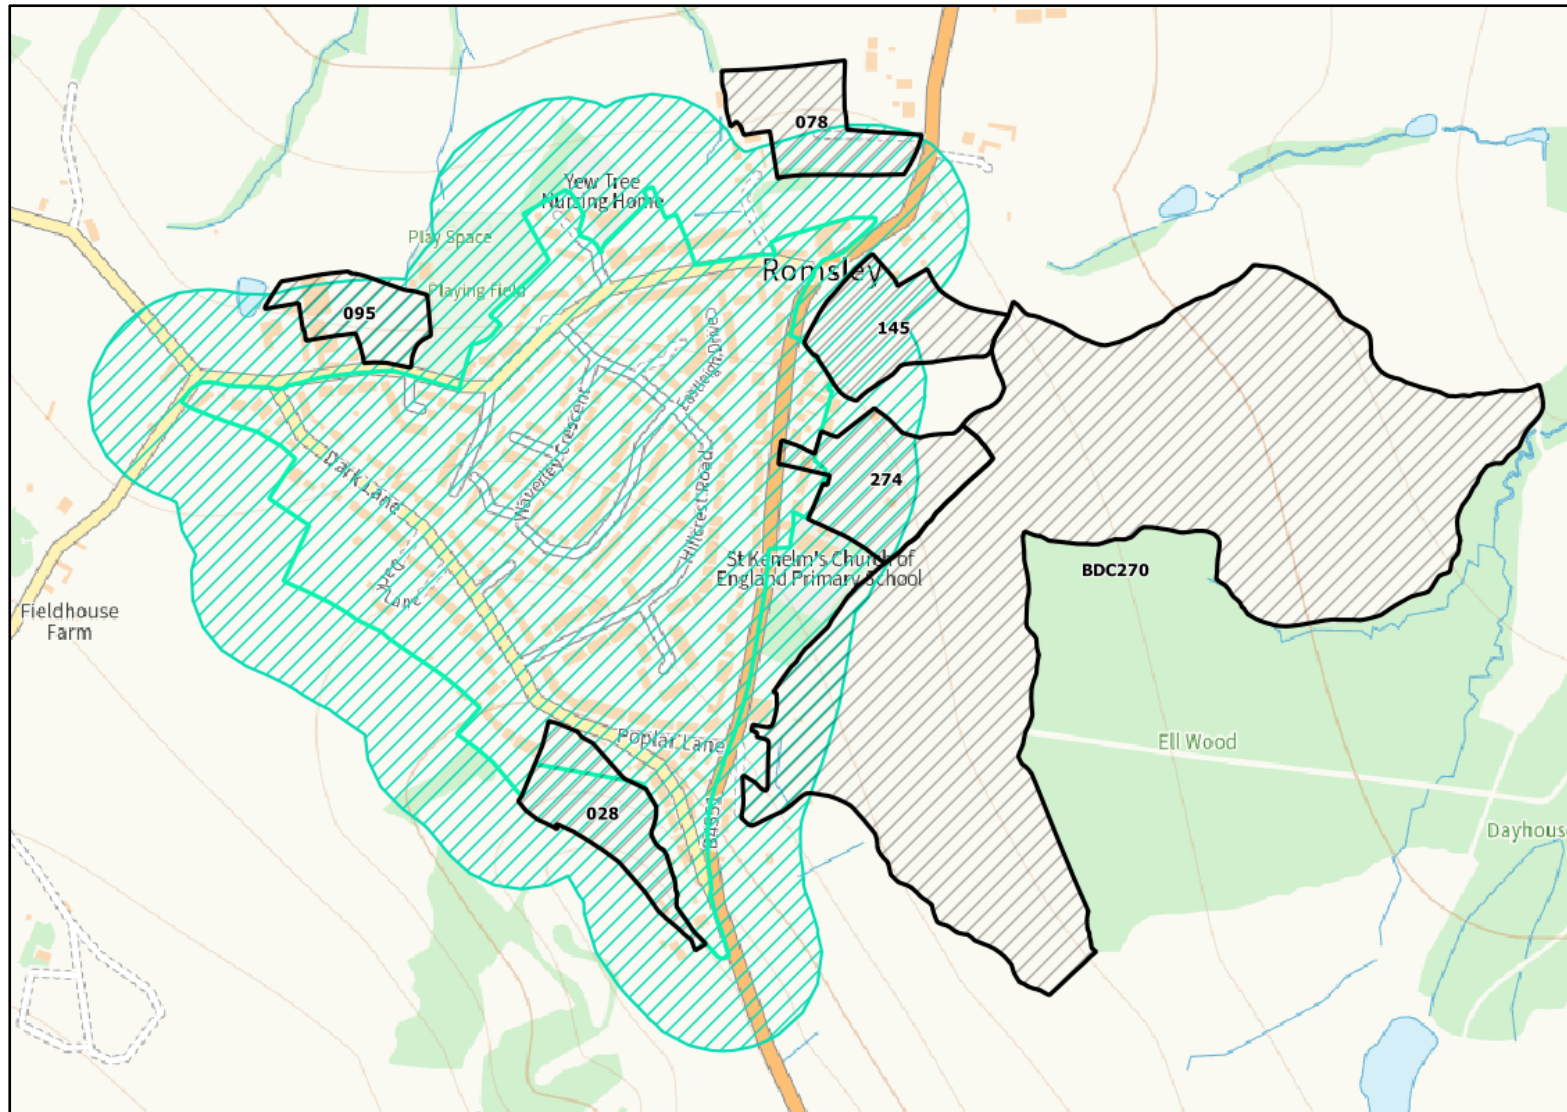 078
Yew Tree
Nursing Home
Play Space
Romsley
Playing Field
095
145
Eastleigh Drive
Waverley Crescent
Dark Lane
Hillcrest Road
274
St Kenelm's Church of
England Primary School
BDC270
Dark
Lane
Fieldhouse
Farm
Poplar Lane
Ell Wood
028
B4551
Dayhouse